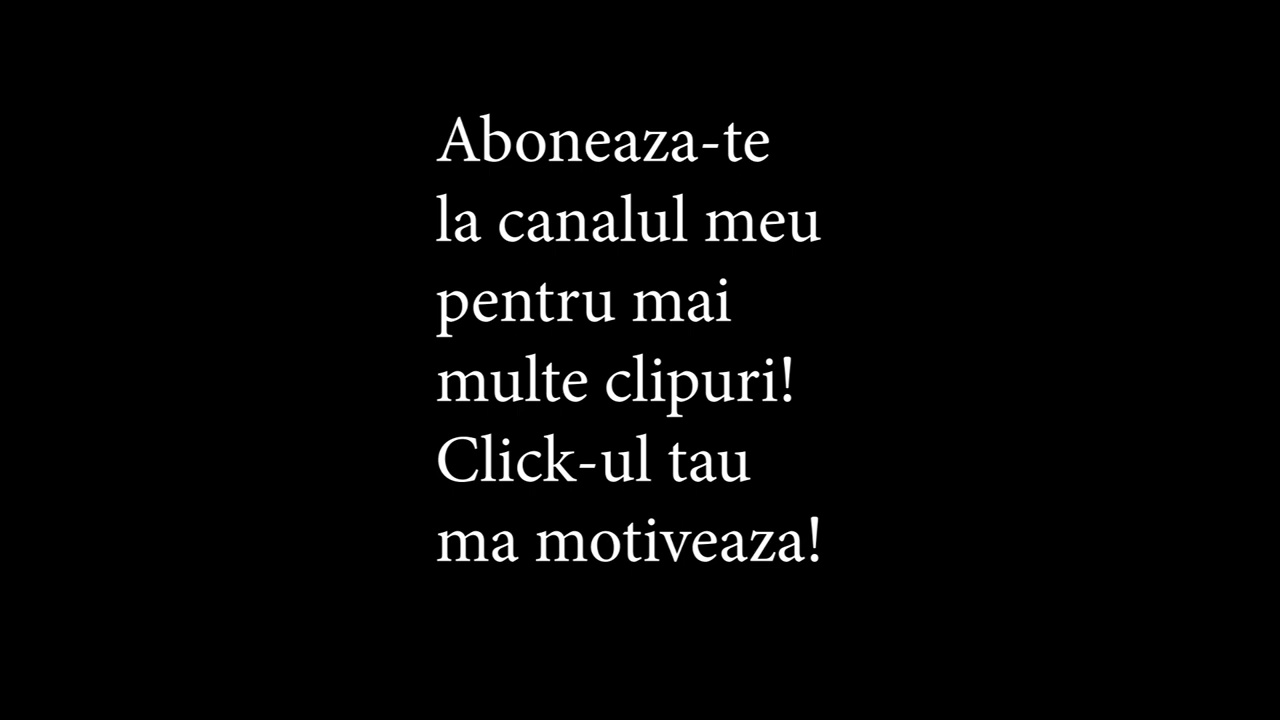 Aboneaza-te
la canalul meu
pentru mai
multe clipuri!
Click-ul tau
ma motiveaza!